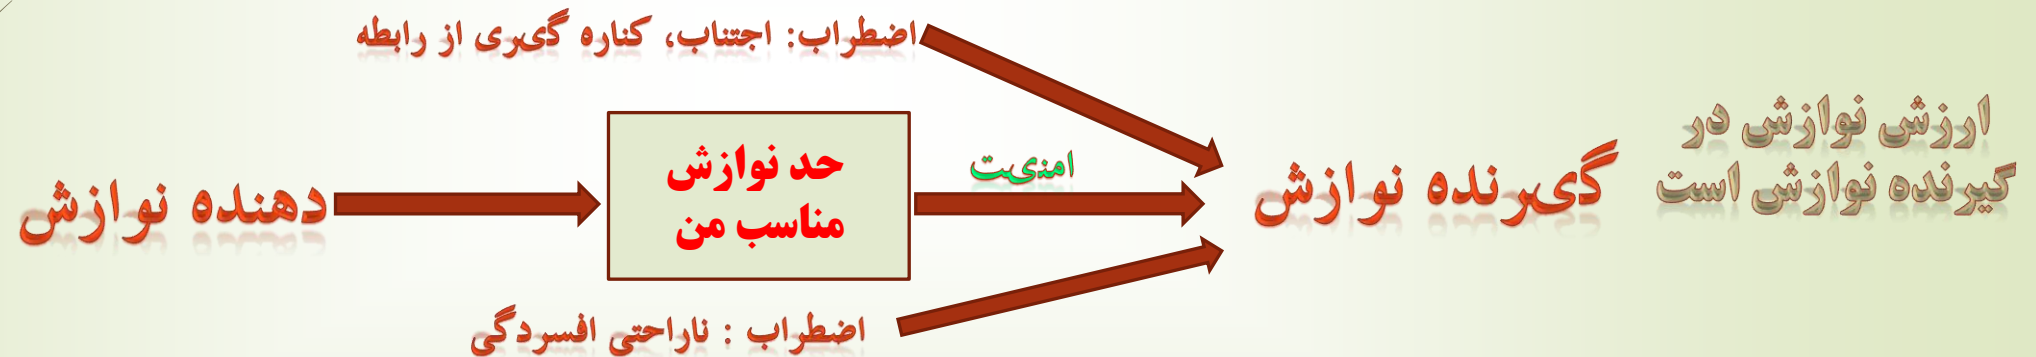 اضطراب: اجتناب، کناره گیری از رابطه
ارزش نوازش در
گیرنده نوازش است
گیرنده نوازش
امنیت
حد نوازش
مناسب من
دهنده نوازش
اضطراب : ناراحتی افسردگی